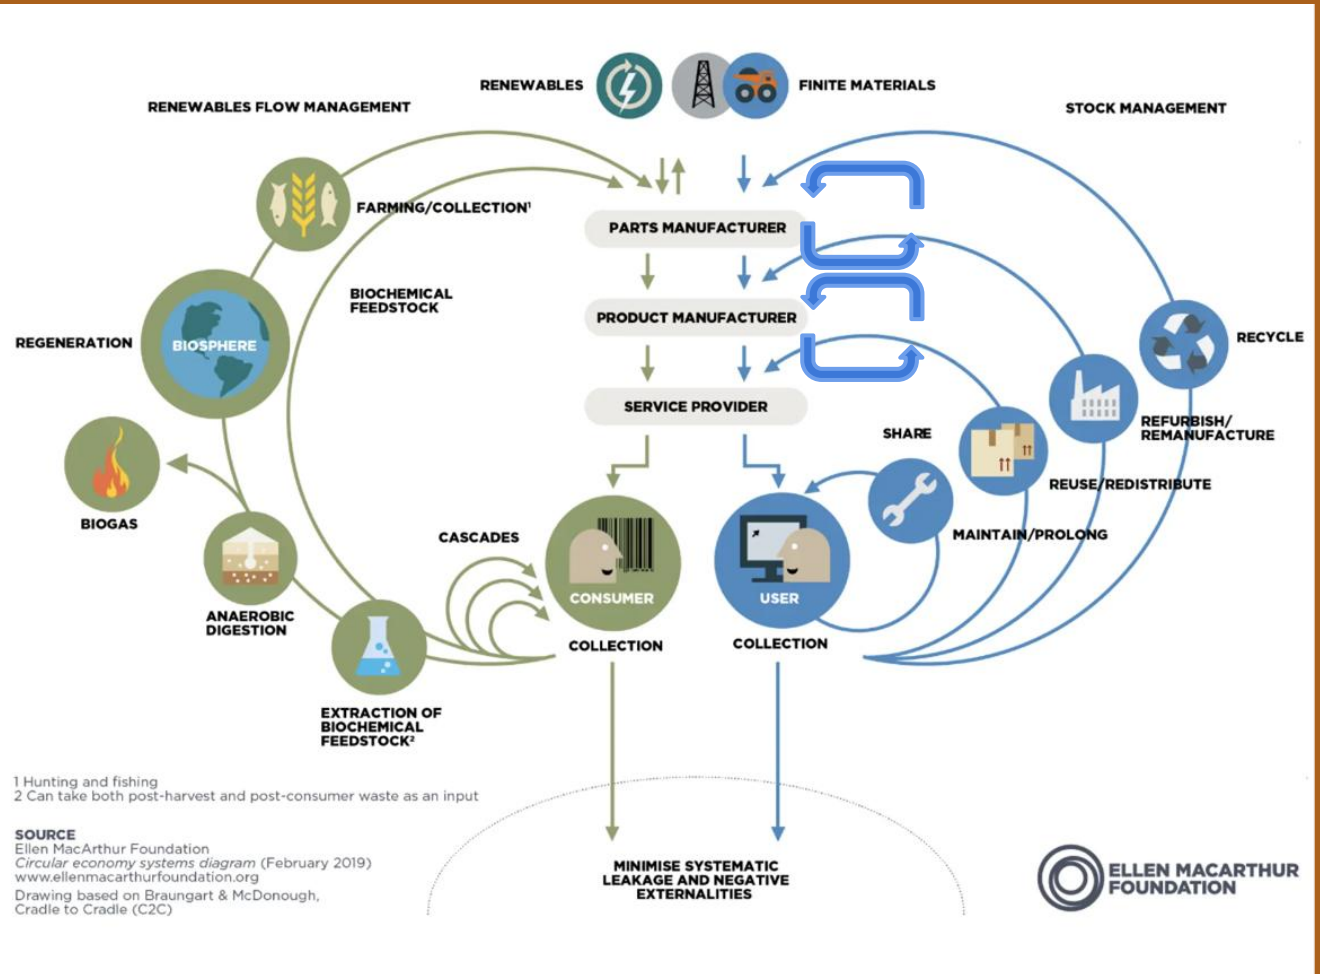 RENEWABLES
FINITE MATERIALS
RENEWABLES FLOW MANAGEMENT
STOCK MANAGEMENT
FARMING/COLLECTION¹
PARTS MANUFACTURER
BIOCHEMICAL
FEEDSTOCK
PRODUCT MANUFACTURER
REGENERATION
BIOSPHERE
RECYCLE
SERVICE PROVIDER
SHARE
REFURBISH/
REMANUFACTURE
REUSE/REDISTRIBUTE
BIOGAS
CASCADES
MAINTAIN/PROLONG
CONSUMER
USER
ANAEROBIC
DIGESTION
COLLECTION
COLLECTION
EXTRACTION OF
BIOCHEMICAL
FEEDSTOCK²
1 Hunting and fishing
2 Can take both post-harvest and post-consumer waste as an input
SOURCE
Ellen MacArthur Foundation
Circular economy systems diagram (February 2019)
www.ellenmacarthurfoundation.org
Drawing based on Braungart & McDonough,
Cradle to Cradle (C2C)
MINIMISE SYSTEMATIC
LEAKAGE AND NEGATIVE
EXTERNALITIES
ELLEN MACARTHUR
FOUNDATION